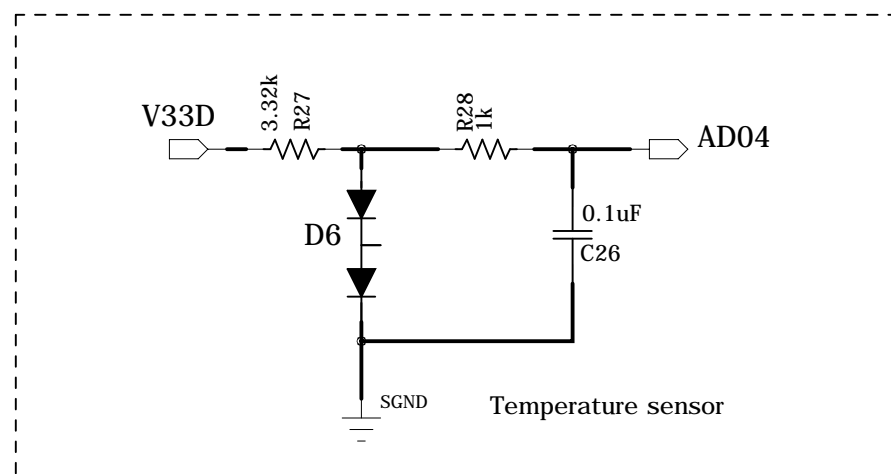 V33D
3.32k
R27
R28
1k
AD04
D6
0.1uF
C26
SGND
Temperature sensor